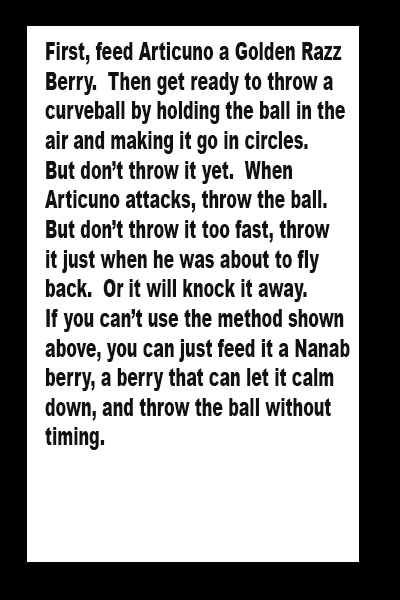 First, feed Articuno a Golden Razz
Berry.  Then get ready to throw a
curveball by holding the ball in the
air and making it go in circles.
But don’t throw it yet.  When
Articuno attacks, throw the ball.
But don’t throw it too fast, throw
it just when he was about to fly
back.  Or it will knock it away.
If you can’t use the method shown
above, you can just feed it a Nanab
berry, a berry that can let it calm
down, and throw the ball without
timing.